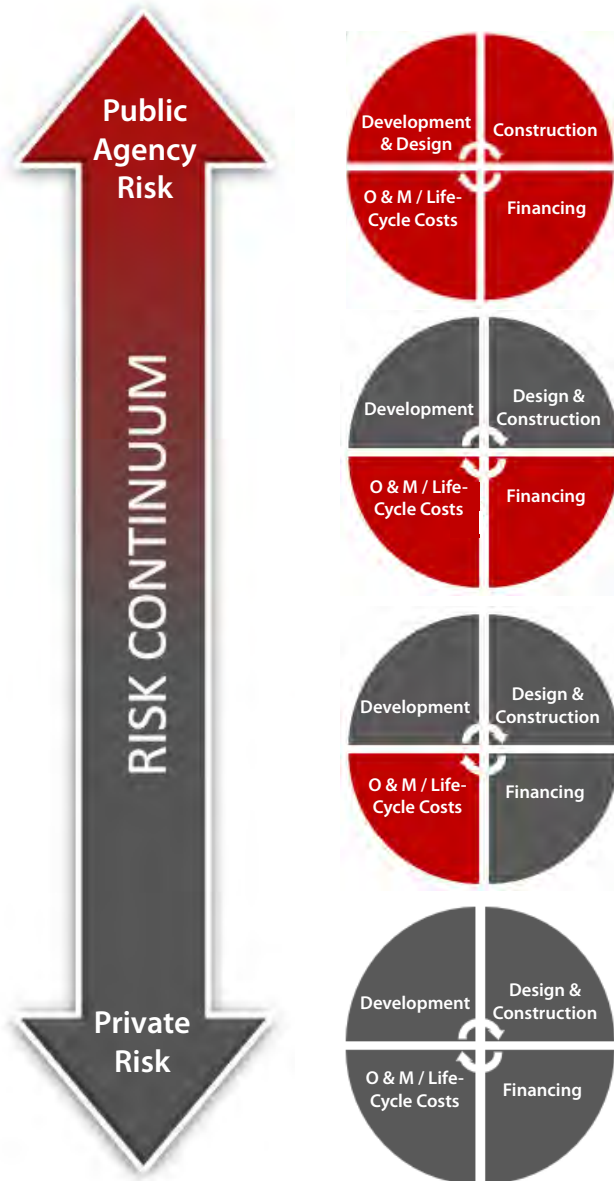 Public
Agency
Risk
RISK CONTINUUM
Private
Risk
Development
& Design
Construction
O & M / Life-
Cycle Costs
Financing
Development
Design &
Construction
O & M / Life-
Cycle Costs
Financing
Development
Design &
Construction
O & M / Life-
Cycle Costs
Financing
Development
Design &
Construction
O & M / Life-
Cycle Costs
Financing